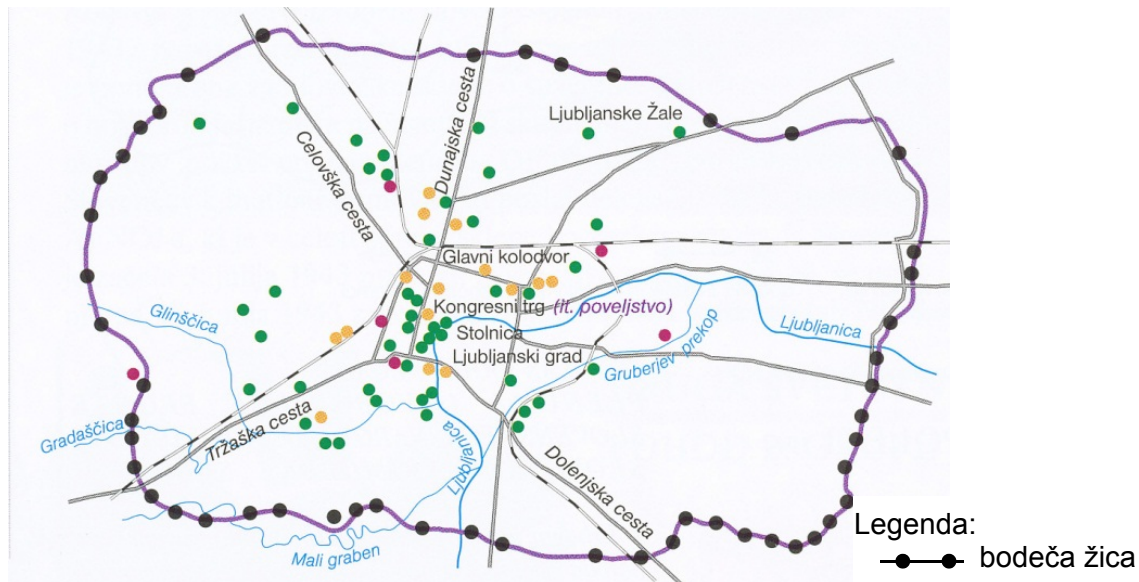 Ljubljanske Žale
Dunajska cesta
Celovška cesta
Glavni kolodvor
Kongresni trg (it. poveljstvo)
Glinščica
Stolnica
Ljubljanica
Ljubljanski grad
Gruberjev prekop
Gradaščica
Tržaška cesta
Ljubljanica
Dolenjska cesta
Mali graben
Legenda:
bodeča žica